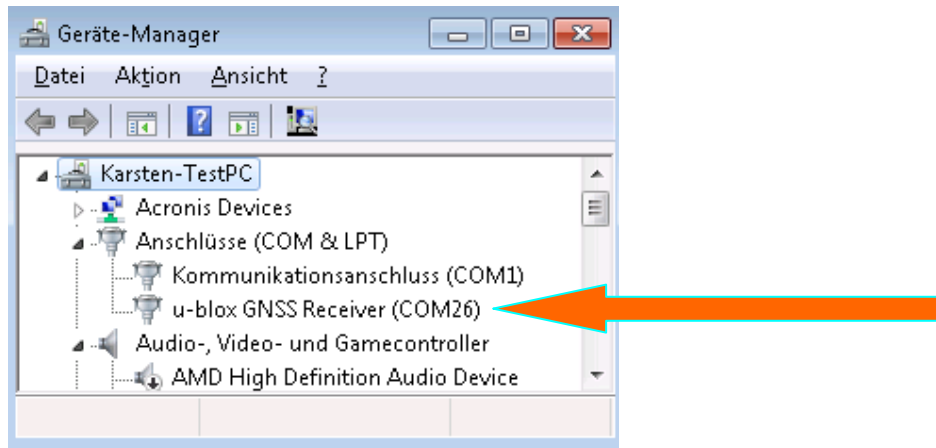 Geräte-Manager
Datei Aktion Ansicht ?
Karsten-TestPC
Acronis Devices
Anschlüsse (COM & LPT)
Kommunikationsanschluss (COM1)
u-blox GNSS Receiver (COM26)
Audio-, Video- und Gamecontroller
AMD High Definition Audio Device